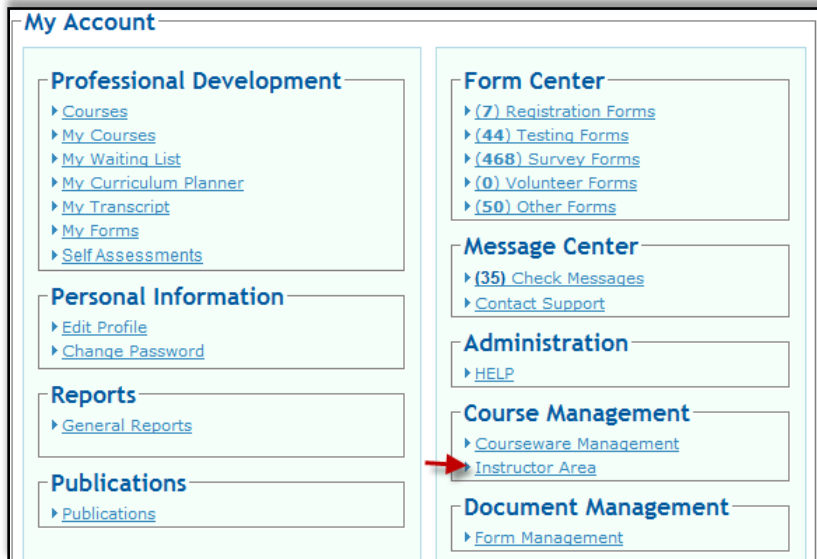 My Account
Professional Development
Courses
My Courses
My Waiting List
My Curriculum Planner
My Transcript
My Forms
Self Assessments
Personal Information
Edit Profile
Change Password
Reports
General Reports
Publications
Publications
Form Center
(7) Registration Forms
(44) Testing Forms
(468) Survey Forms
(0) Volunteer Forms
(50) Other Forms
Message Center
(35) Check Messages
Contact Support
Administration
HELP
Course Management
Courseware Management
Instructor Area
Document Management
Form Management